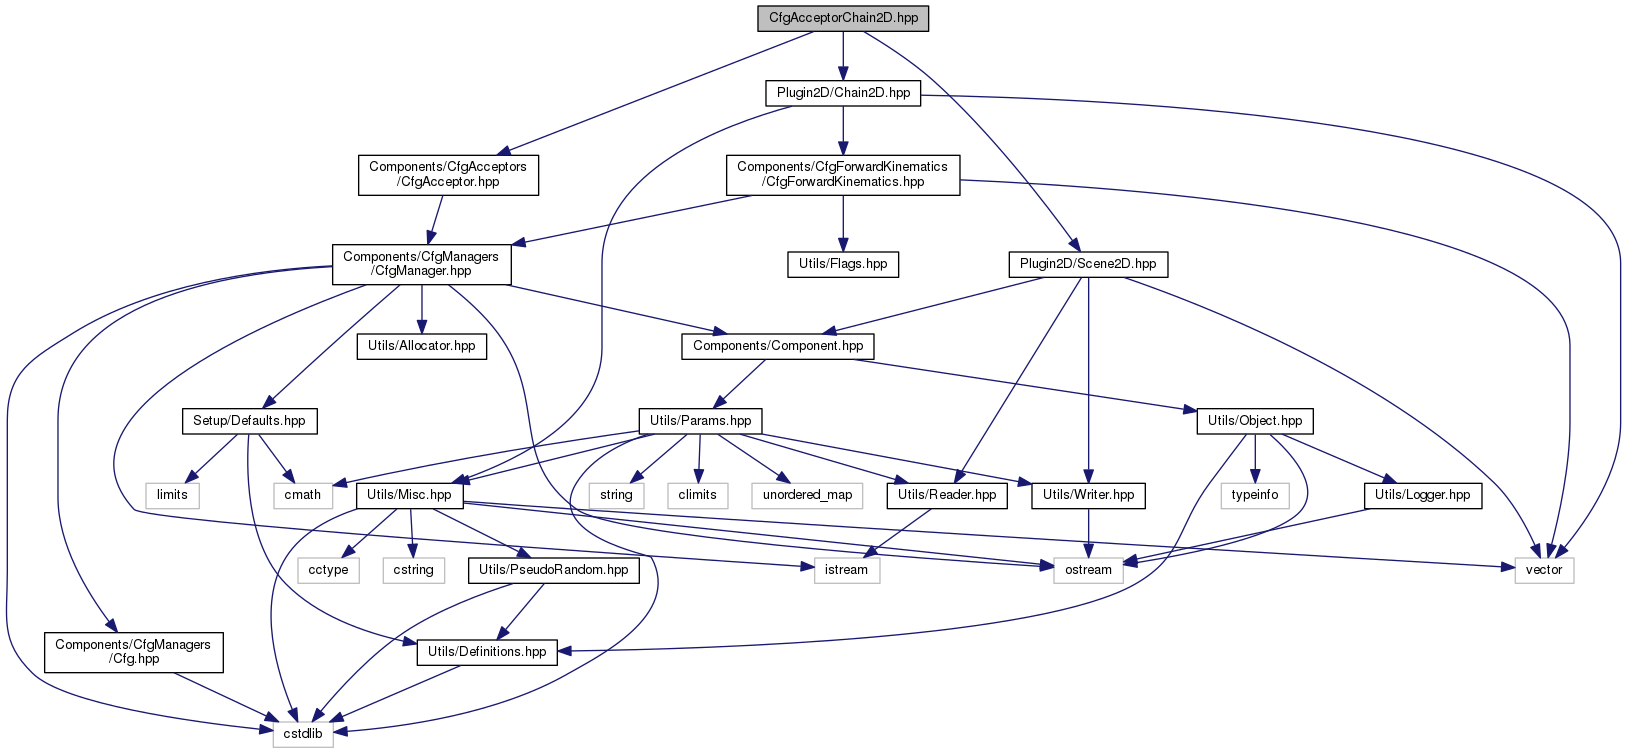 CfgAcceptorChain2D.hpp
Plugin2D/Chain2D.hpp
Components/CfgAcceptors
/CfgAcceptor.hpp
Components/CfgForwardKinematics
/CfgForwardKinematics.hpp
Components/CfgManagers
/CfgManager.hpp
Utils/Flags.hpp
Plugin2D/Scene2D.hpp
Utils/Allocator.hpp
Components/Component.hpp
Setup/Defaults.hpp
Utils/Params.hpp
Utils/Object.hpp
limits
cmath
Utils/Misc.hpp
string
climits
unordered_map
Utils/Reader.hpp
Utils/Writer.hpp
typeinfo
Utils/Logger.hpp
cctype
cstring
Utils/PseudoRandom.hpp
istream
ostream
vector
Components/CfgManagers
/Cfg.hpp
Utils/Definitions.hpp
cstdlib